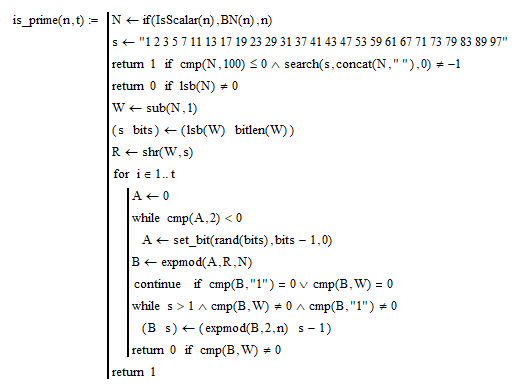 is_prime(n,t) := N ← if(IsScalar(n),BN(n),n)
s ← "1 2 3 5 7 11 13 17 19 23 29 31 37 41 43 47 53 59 61 67 71 73 79 83 89 97"
return 1 if cmp(N,100) ≤ 0 ∧ search(s,concat(N," "),0) ≠ −1
return 0 if lsb(N) ≠ 0
W ← sub(N,1)
(s bits) ← (lsb(W) bitlen(W))
R ← shr(W,s)
for i ∈ 1..t
A ← 0
while cmp(A,2) < 0
A ← set_bit(rand(bits),bits − 1,0)
B ← expmod(A,R,N)
continue if cmp(B,"1") = 0 ∨ cmp(B,W) = 0
while s > 1 ∧ cmp(B,W) ≠ 0 ∧ cmp(B,"1") ≠ 0
(B s) ← (expmod(B,2,n) s − 1)
return 0 if cmp(B,W) ≠ 0
return 1